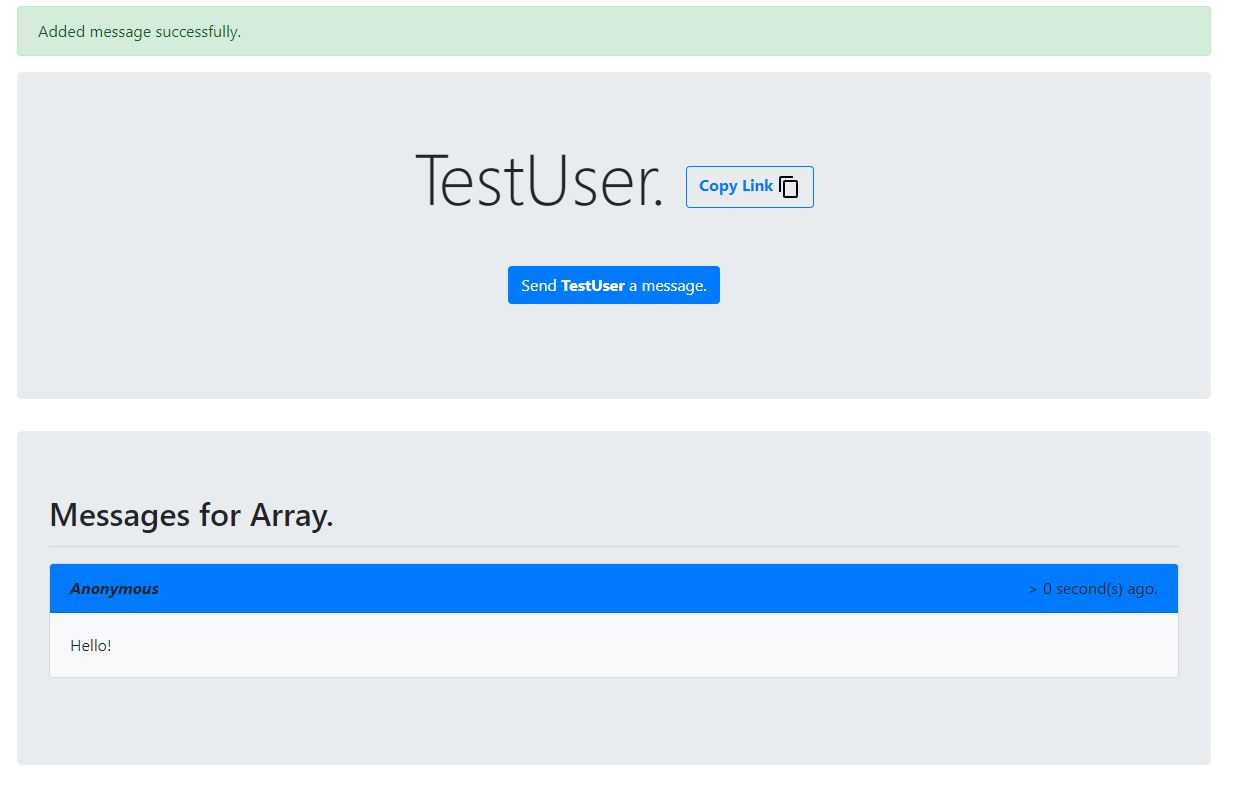 Added message successfully.
TestUser. Copy Link
Send TestUser a message.
Messages for Array.
Anonymous > 0 second(s) ago.
Hello!